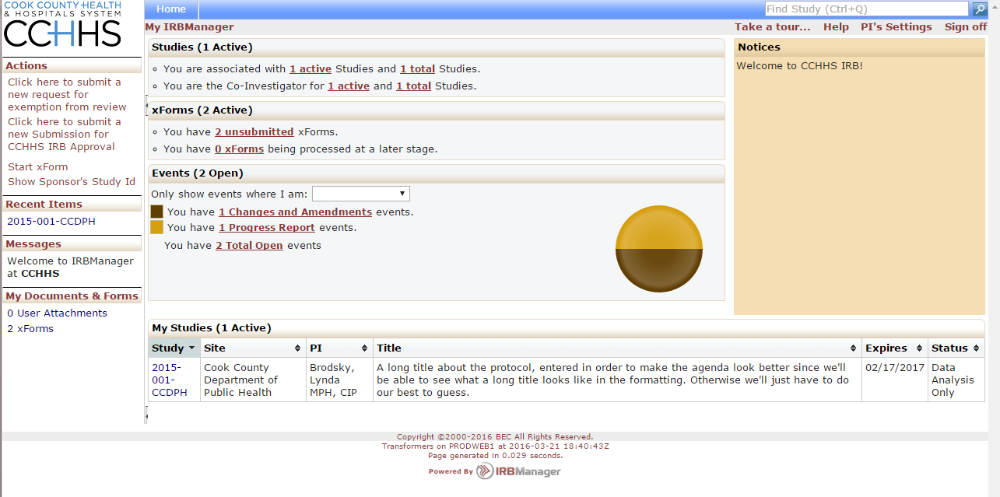 COOK COUNTY HEALTH
& HOSPITALS SYSTEM
CCHHS
Home
Find Study (Ctrl+Q)
My IRBManager
Take a tour... Help PI's Settings Sign off
Actions
Click here to submit a
new request for
exemption from review
Click here to submit a
new Submission for
CCHHS IRB Approval
Start xForm
Show Sponsor's Study Id
Recent Items
2015-001-CCDPH
Messages
Welcome to IRBManager
at CCHHS
My Documents & Forms
0 User Attachments
2 xForms
Studies (1 Active)
You are associated with 1 active Studies and 1 total Studies.
You are the Co-Investigator for 1 active and 1 total Studies.
xForms (2 Active)
You have 2 unsubmitted xForms.
You have 0 xForms being processed at a later stage.
Events (2 Open)
Only show events where I am:
You have 1 Changes and Amendments events.
You have 1 Progress Report events.
You have 2 Total Open events
Notices
Welcome to CCHHS IRB!
My Studies (1 Active)
Study Site PI Title Expires Status
2015-
001-
CCDPH
Cook County
Department of
Public Health
Brodsky,
Lynda
MPH, CIP
A long title about the protocol, entered in order to make the agenda look better since we'll
be able to see what a long title looks like in the formatting. Otherwise we'll just have to do
our best to guess.
02/17/2017
Data
Analysis
Only
Copyright ©2000-2016 BEC All Rights Reserved.
Transformers on PRODWEB1 at 2016-03-21 18:40:43Z
Page generated in 0.029 seconds.
Powered By IRBManager